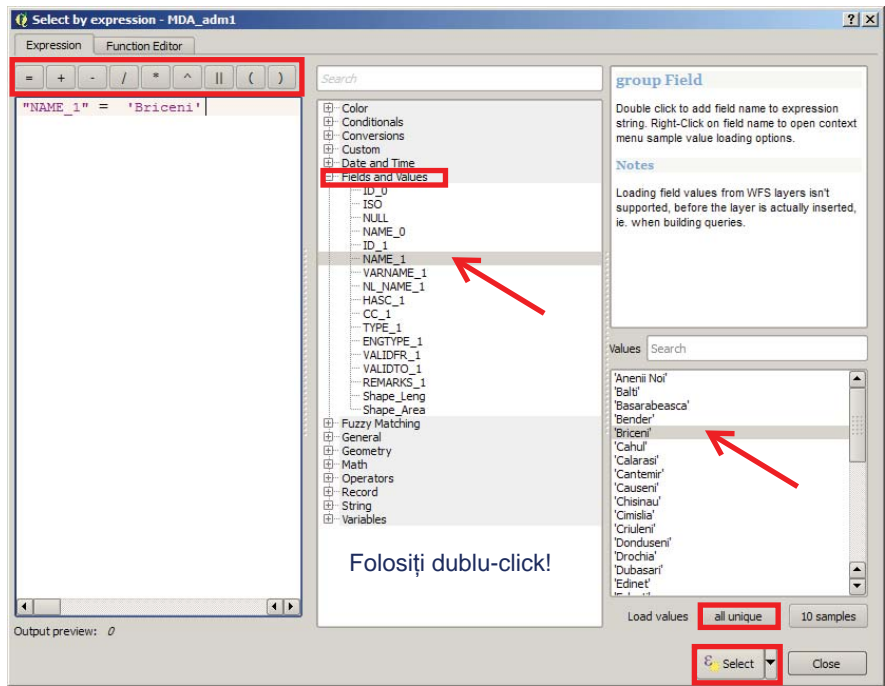 Select by expression - MDA_adm1
? X
Expression Function Editor
= + - / * ^ || ( )
"NAME_1" = 'Briceni'
Output preview: 0
Search
Color
Conditionals
Conversions
Custom
Date and Time
Fields and Values
ID_0
ISO
NULL
NAME_0
ID_1
NAME_1
VARNAME_1
NL_NAME_1
HASC_1
CC_1
TYPE_1
ENGTYPE_1
VALIDFR_1
VALIDTO_1
REMARKS_1
Shape_Leng
Shape_Area
Fuzzy Matching
General
Geometry
Math
Operators
Record
String
Variables
Folosiți dublu-click!
group Field
Double click to add field name to expression
string. Right-Click on field name to open context
menu sample value loading options.
Notes
Loading field values from WFS layers isn't
supported, before the layer is actually inserted,
ie. when building queries.
Values Search
'Anenii Noi'
'Balti'
'Basarabeasca'
'Bender'
'Briceni'
'Cahul'
'Calarasi'
'Cantemir'
'Causeni'
'Chisinau'
'Cimislia'
'Criuleni'
'Donduseni'
'Drochia'
'Dubasari'
'Edinet'
Load values all unique 10 samples
ε Select Close